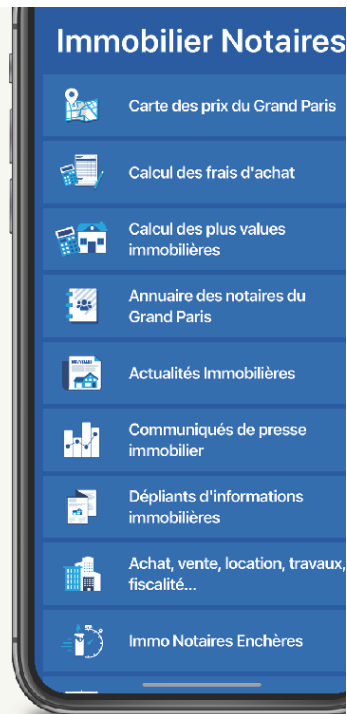 Immobilier Notaires
Carte des prix du Grand Paris
Calcul des frais d'achat
Calcul des plus values
immobilières
Annuaire des notaires du
Grand Paris
Actualités Immobilières
Communiqués de presse
immobilier
Dépliants d'informations
immobilières
Achat, vente, location, travaux,
fiscalité...
Immo Notaires Enchères